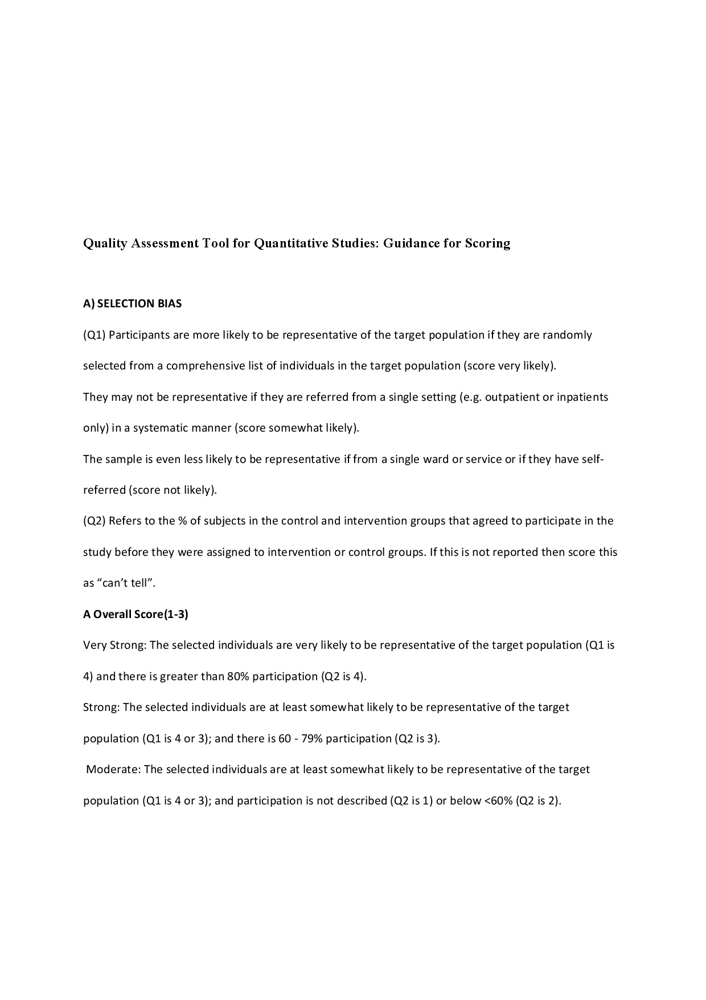 Quality Assessment Tool for Quantitative Studies: Guidance for Scoring
A) SELECTION BIAS
(Q1) Participants are more likely to be representative of the target population if they are randomly
selected from a comprehensive list of individuals in the target population (score very likely).
They may not be representative if they are referred from a single setting (e.g. outpatient or inpatients
only) in a systematic manner (score somewhat likely).
The sample is even less likely to be representative if from a single ward or service or if they have self-
referred (score not likely).
(Q2) Refers to the % of subjects in the control and intervention groups that agreed to participate in the
study before they were assigned to intervention or control groups. If this is not reported then score this
as “can’t tell”.
A Overall Score(1-3)
Very Strong: The selected individuals are very likely to be representative of the target population (Q1 is
4) and there is greater than 80% participation (Q2 is 4).
Strong: The selected individuals are at least somewhat likely to be representative of the target
population (Q1 is 4 or 3); and there is 60 - 79% participation (Q2 is 3).
Moderate: The selected individuals are at least somewhat likely to be representative of the target
population (Q1 is 4 or 3); and participation is not described (Q2 is 1) or below <60% (Q2 is 2).